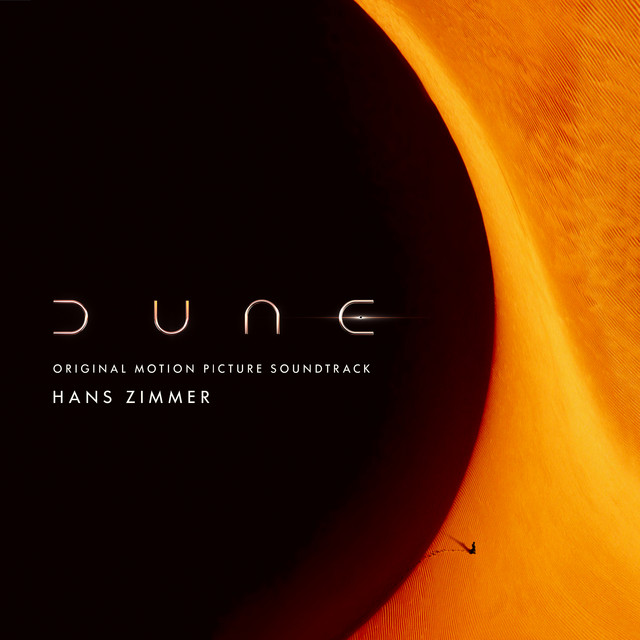 DUNE
ORIGINAL MOTION PICTURE SOUNDTRACK
HANS ZIMMER